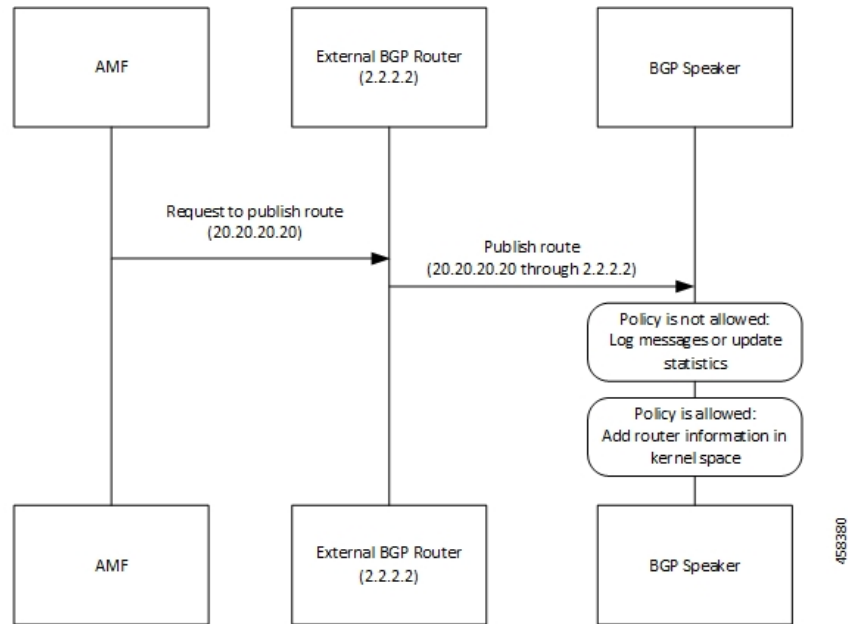 AMF
External BGP Router
(2.2.2.2)
BGP Speaker
Request to publish route
(20.20.20.20)
Publish route
(20.20.20.20 through 2.2.2.2)
Policy is not allowed:
Log messages or update
statistics
Policy is allowed:
Add router information in
kernel space
AMF
External BGP Router
(2.2.2.2)
BGP Speaker
458380